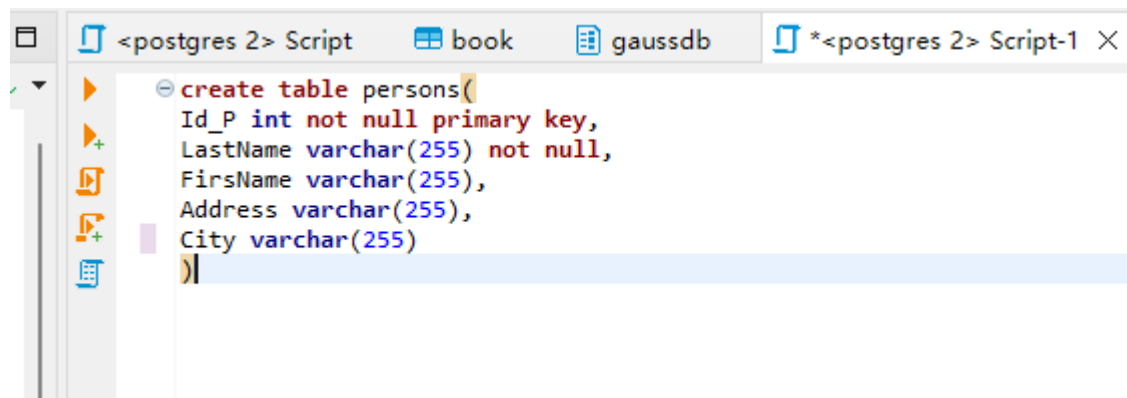 <postgres 2> Script book gaussdb *<postgres 2> Script-1
create table persons(
Id_P int not null primary key,
LastName varchar(255) not null,
FirsName varchar(255),
Address varchar(255),
City varchar(255)
)